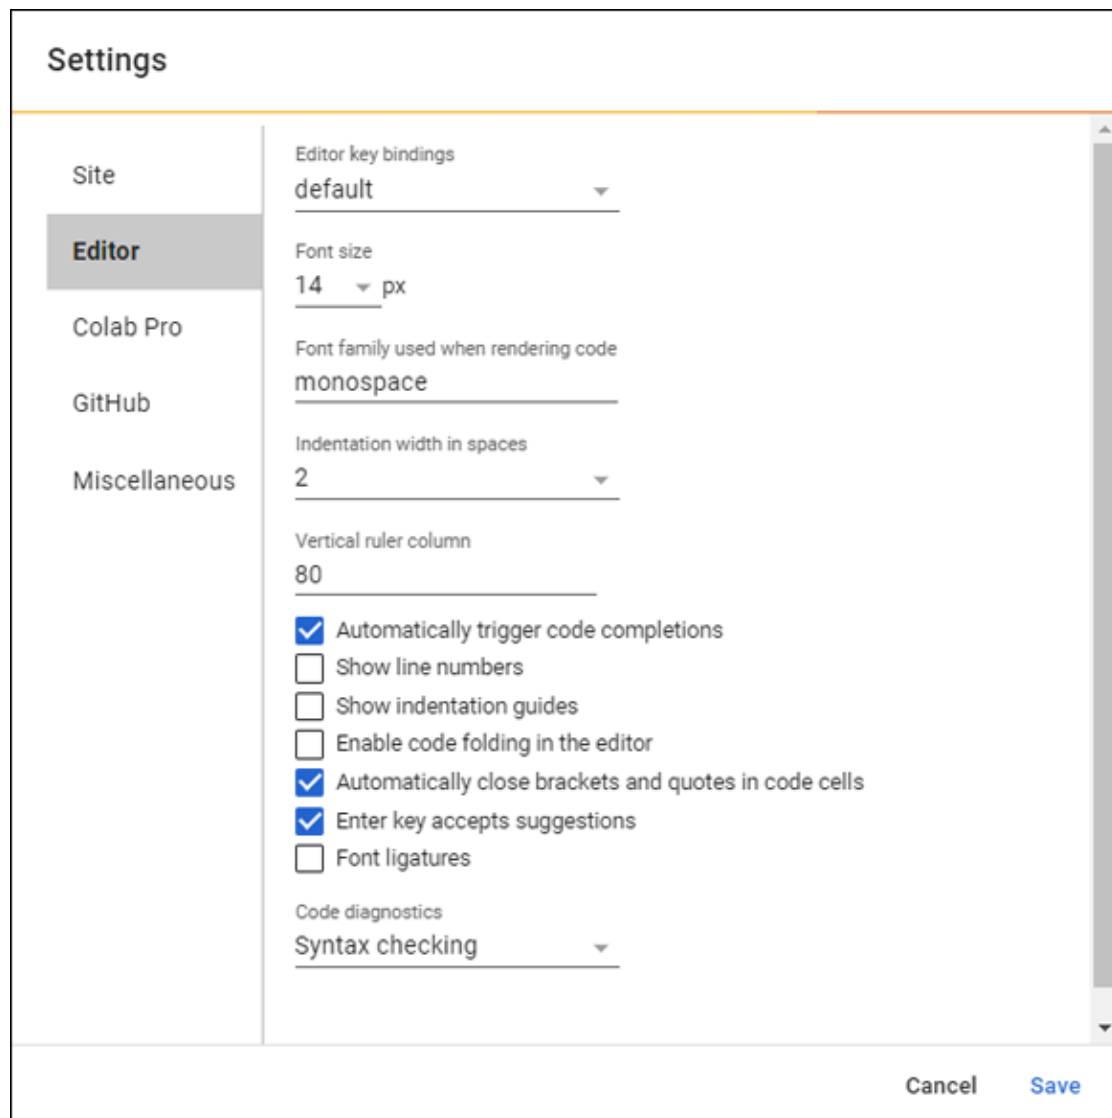 Settings
Site
Editor
Colab Pro
GitHub
Miscellaneous
Editor key bindings
default
Font size
14 px
Font family used when rendering code
monospace
Indentation width in spaces
2
Vertical ruler column
80
Automatically trigger code completions
Show line numbers
Show indentation guides
Enable code folding in the editor
Automatically close brackets and quotes in code cells
Enter key accepts suggestions
Font ligatures
Code diagnostics
Syntax checking
Cancel Save